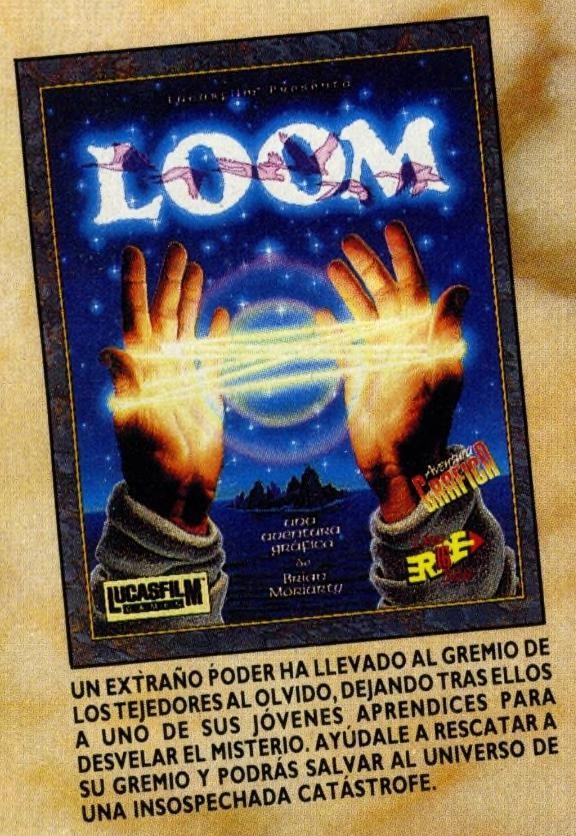 Lucasfilm Presenta
LOOM
Aventura
GRÁFICA
ERBE
una
aventura
gráfica
de
Brian
Moriarty
LUCASFILM
UN EXTRAÑO PODER HA LLEVADO AL GREMIO DE
LOS TEJEDORES AL OLVIDO, DEJANDO TRAS ELLOS
A UNO DE SUS JÓVENES APRENDICES PARA
DESVELAR EL MISTERIO. AYÚDALE A RESCATAR A
SU GREMIO Y PODRÁS SALVAR AL UNIVERSO DE
UNA INSOSPECHADA CATÁSTROFE.